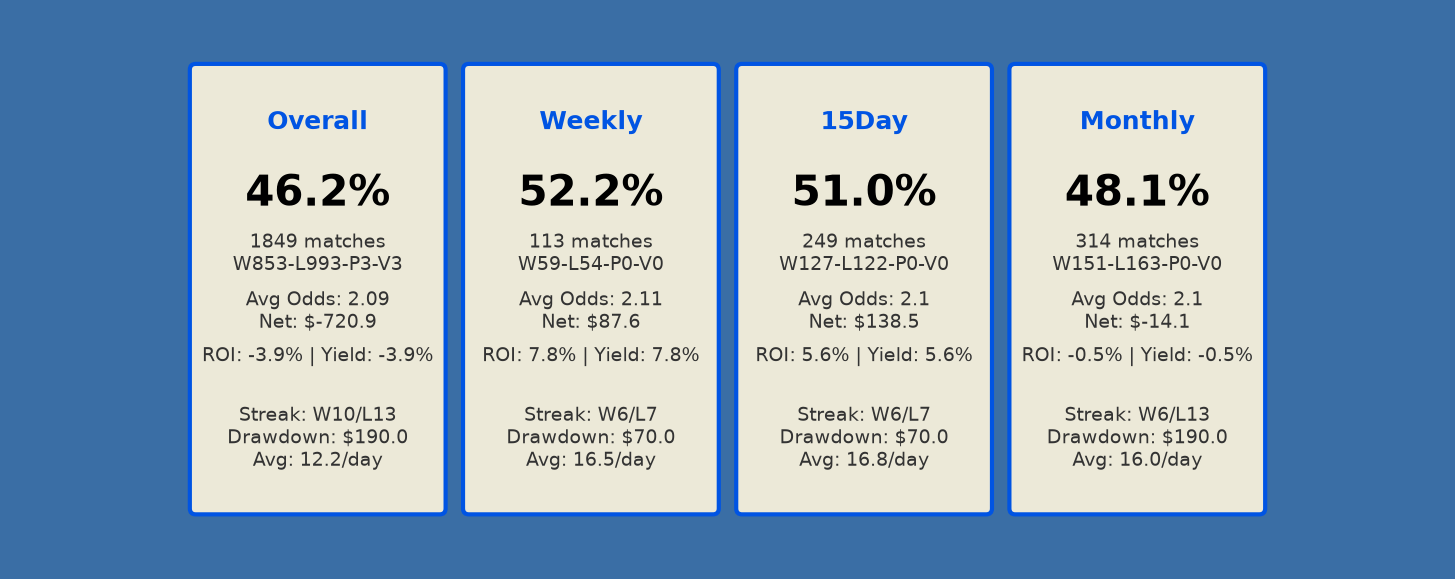 Overall
46.2%
1849 matches
W853-L993-P3-V3
Avg Odds: 2.09
Net: $-720.9
ROI: -3.9% | Yield: -3.9%
Streak: W10/L13
Drawdown: $190.0
Avg: 12.2/day
Weekly
52.2%
113 matches
W59-L54-P0-V0
Avg Odds: 2.11
Net: $87.6
ROI: 7.8% | Yield: 7.8%
Streak: W6/L7
Drawdown: $70.0
Avg: 16.5/day
15Day
51.0%
249 matches
W127-L122-P0-V0
Avg Odds: 2.1
Net: $138.5
ROI: 5.6% | Yield: 5.6%
Streak: W6/L7
Drawdown: $70.0
Avg: 16.8/day
Monthly
48.1%
314 matches
W151-L163-P0-V0
Avg Odds: 2.1
Net: $-14.1
ROI: -0.5% | Yield: -0.5%
Streak: W6/L13
Drawdown: $190.0
Avg: 16.0/day